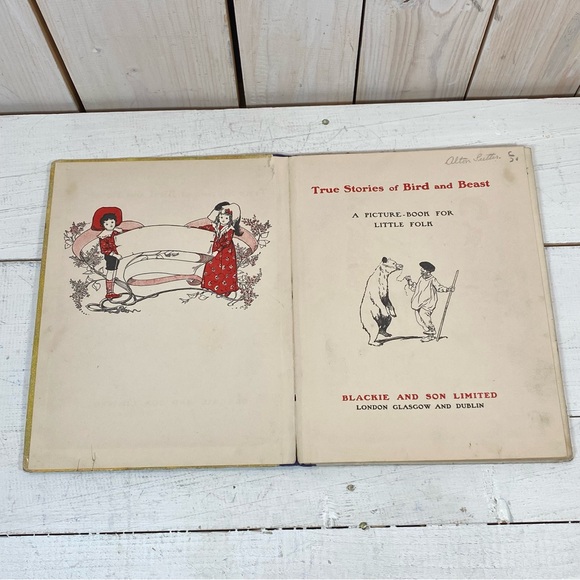 True Stories of Bird and Beast
A PICTURE-BOOK FOR
LITTLE FOLK
BLACKIE AND SON LIMITED
LONDON GLASGOW AND DUBLIN